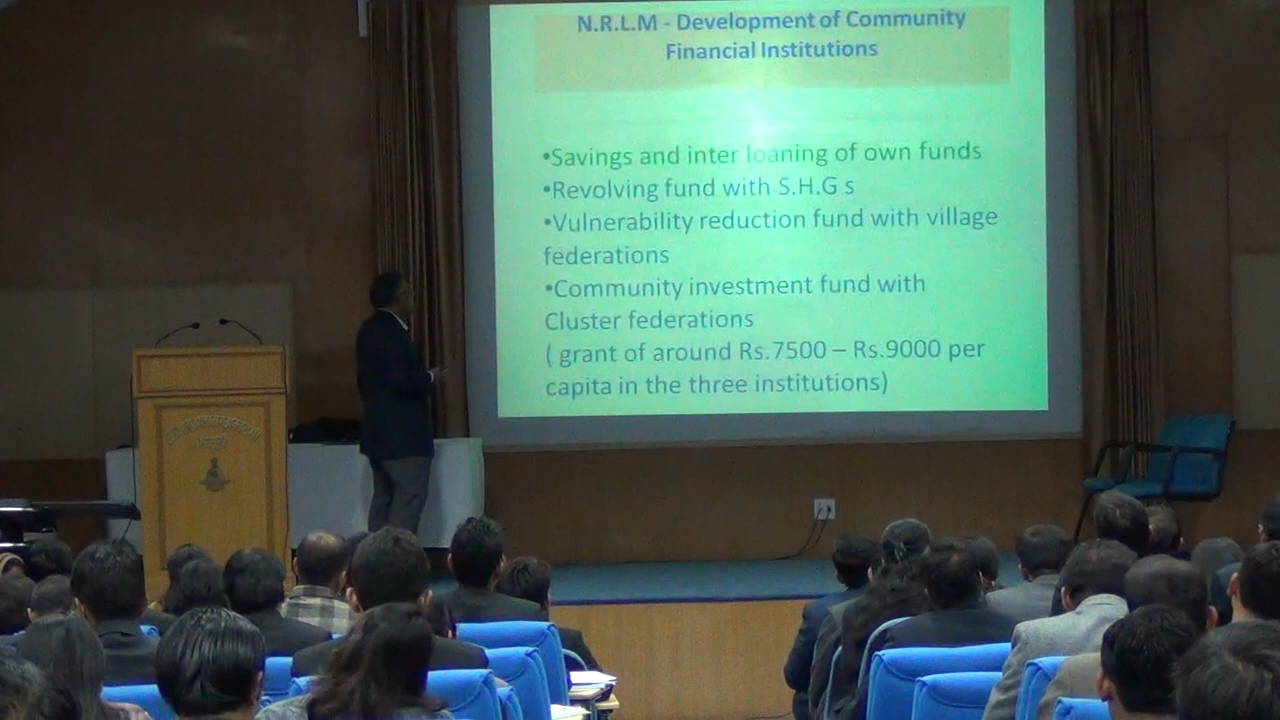 N.R.L.M - Development of Community
Financial Institutions
•Savings and inter loaning of own funds
•Revolving fund with S.H.G s
•Vulnerability reduction fund with village
federations
•Community investment fund with
Cluster federations
( grant of around Rs.7500 – Rs.9000 per
capita in the three institutions)